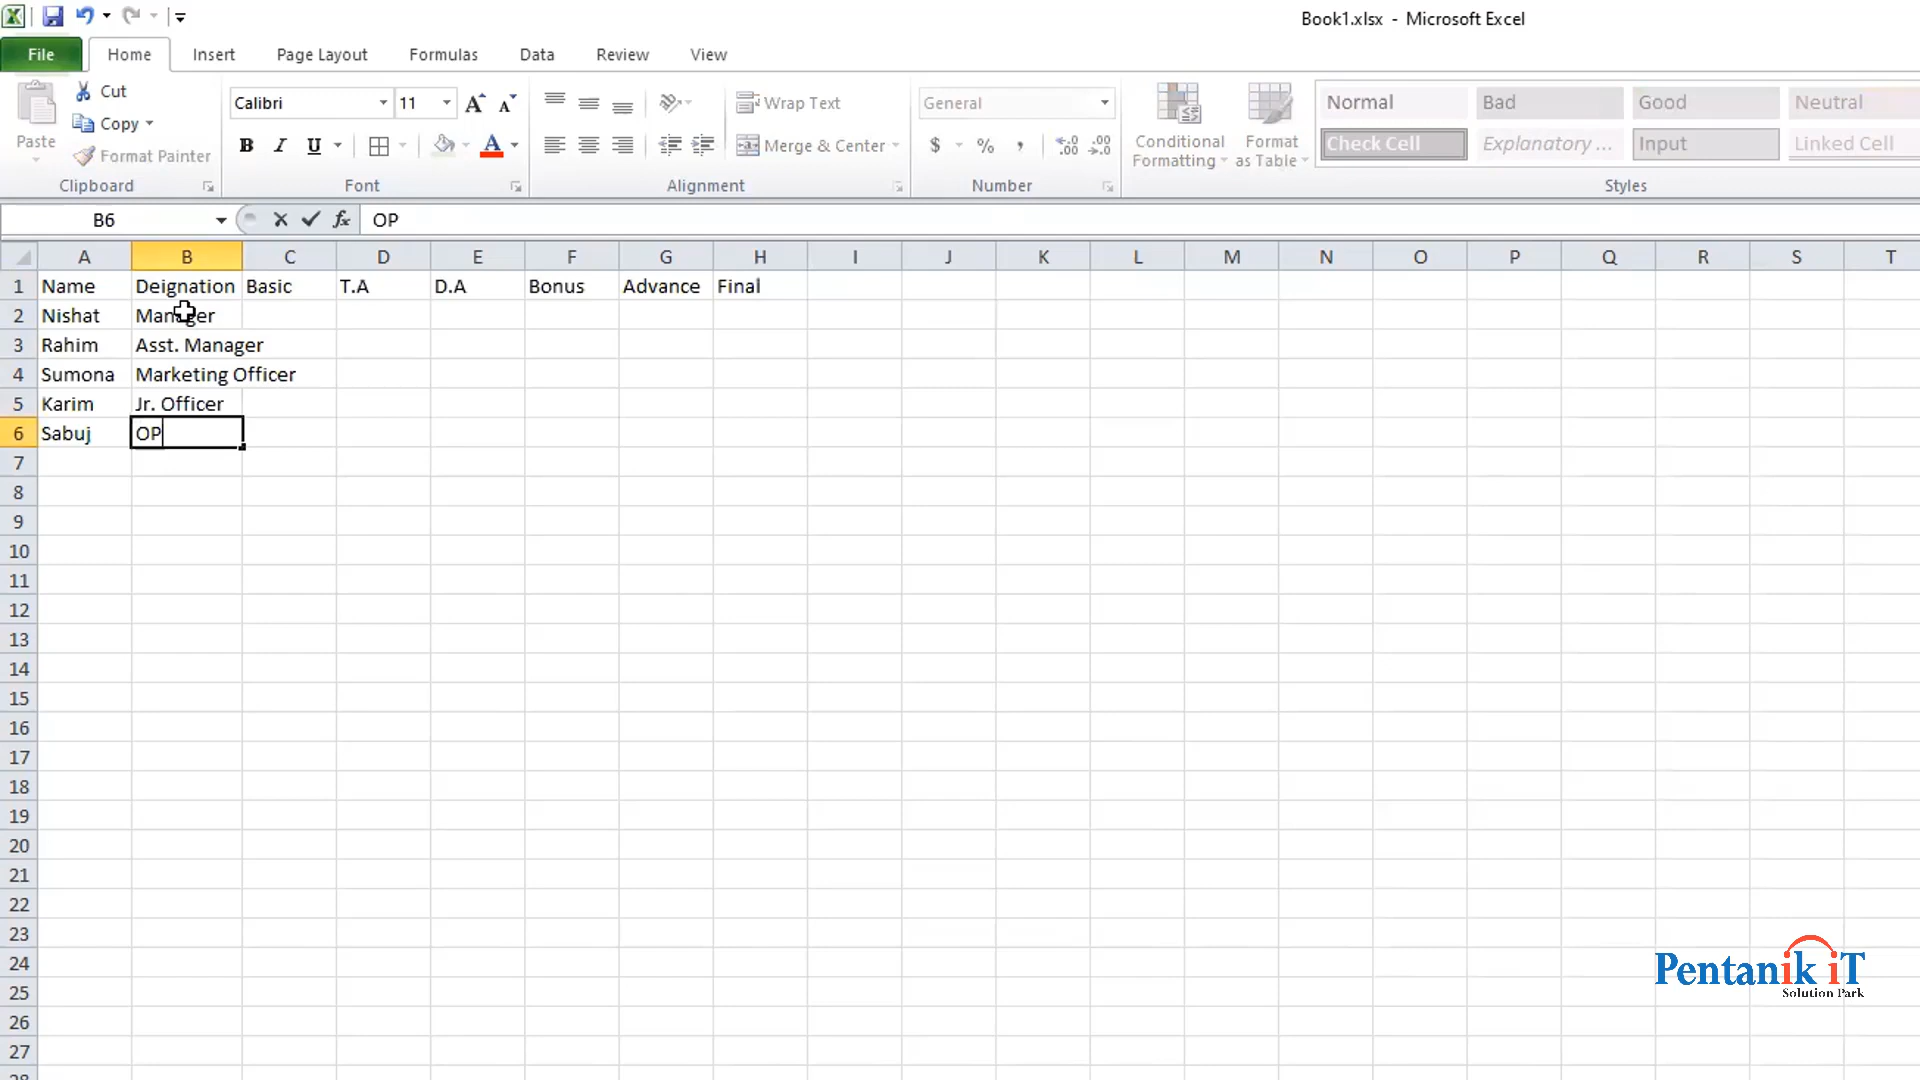 Book1.xlsx - Microsoft Excel
File Home Insert Page Layout Formulas Data Review View
Paste
Cut
Copy
Format Painter
Clipboard
Calibri 11 A A
B I U A
Font
Wrap Text
Merge & Center
Alignment
General
$ % ,
Number
Conditional Formatting
Format as Table
Normal Bad Good Neutral
Check Cell Explanatory ... Input Linked Cell
Styles
B6 fx OP
A B C D E F G H I J K L M N O P Q R S T
1 Name Deignation Basic T.A D.A Bonus Advance Final
2 Nishat Manager
3 Rahim Asst. Manager
4 Sumona Marketing Officer
5 Karim Jr. Officer
6 Sabuj OP
7
8
9
10
11
12
13
14
15
16
17
18
19
20
21
22
23
24
25
26
27
28
Pentanik iT
Solution Park